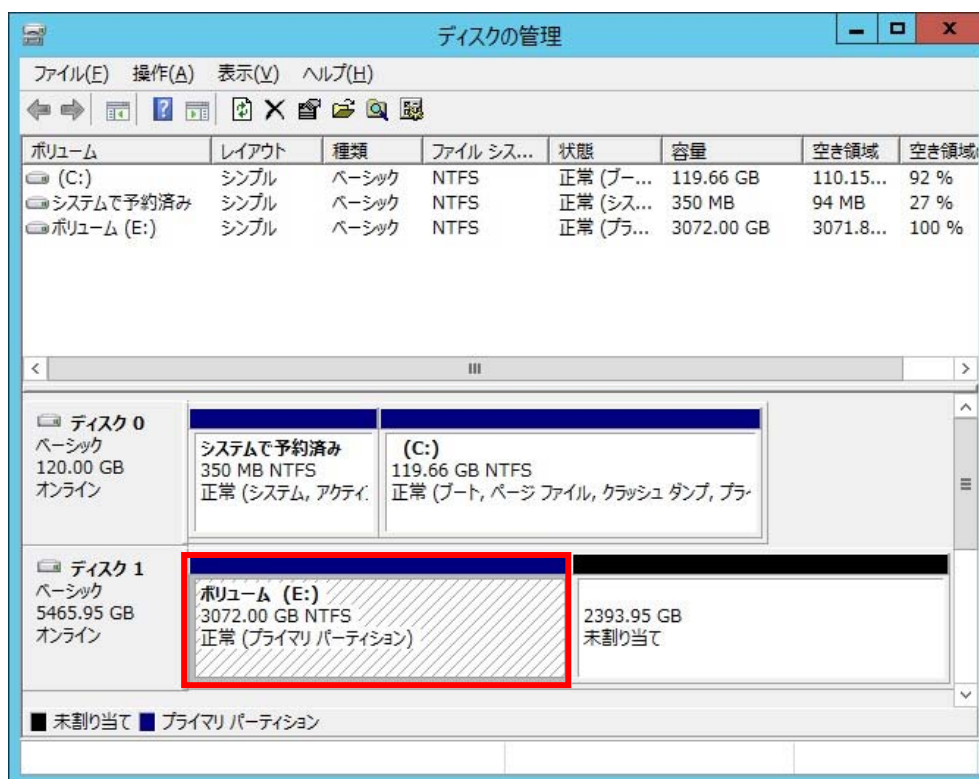 ディスクの管理
ファイル(F) 操作(A) 表示(V) ヘルプ(H)
ボリューム レイアウト 種類 ファイル シス... 状態 容量 空き領域 空き領域
(C:) シンプル ベーシック NTFS 正常 (ブー... 119.66 GB 110.15... 92 %
システムで予約済み シンプル ベーシック NTFS 正常 (シス... 350 MB 94 MB 27 %
ボリューム (E:) シンプル ベーシック NTFS 正常 (プラ... 3072.00 GB 3071.8... 100 %
ディスク 0
ベーシック
120.00 GB
オンライン
システムで予約済み
350 MB NTFS
正常 (システム, アクティ
(C:)
119.66 GB NTFS
正常 (ブート, ページ ファイル, クラッシュ ダンプ, プラ
ディスク 1
ベーシック
5465.95 GB
オンライン
ボリューム (E:)
3072.00 GB NTFS
正常 (プライマリ パーティション)
2393.95 GB
未割り当て
未割り当て プライマリ パーティション